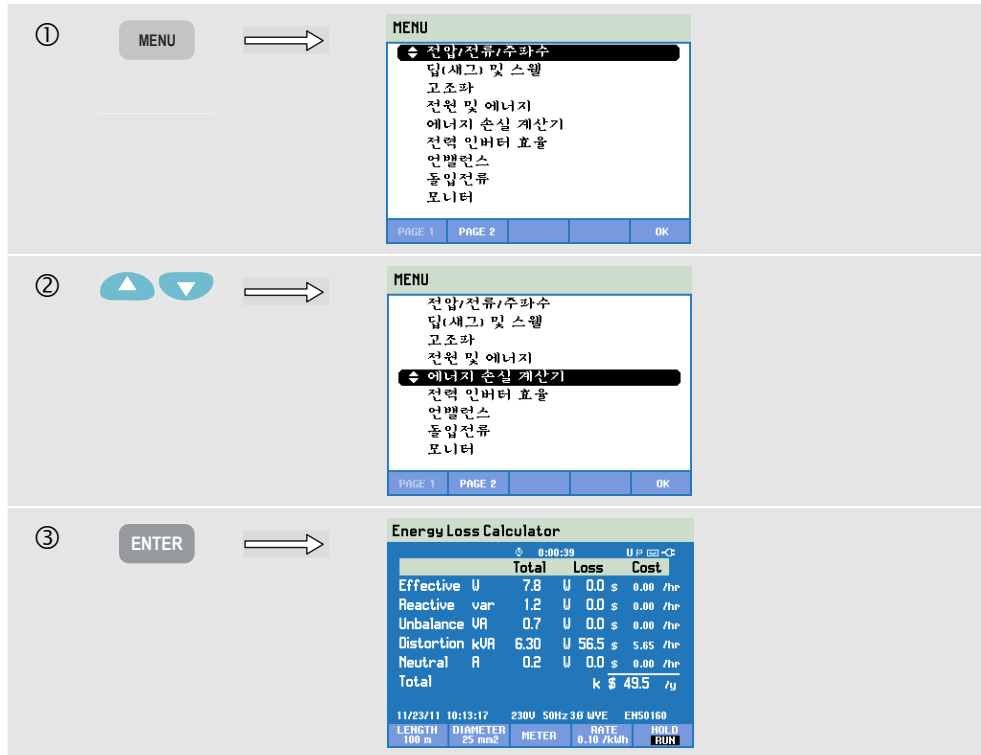 ①
MENU
MENU
전압/전류/주파수
딥(새그) 및 스웰
고조파
전원 및 에너지
에너지 손실 계산기
전력 인버터 효율
언밸런스
돌입전류
모니터
PAGE 1 PAGE 2 OK
②
MENU
전압/전류/주파수
딥(새그) 및 스웰
고조파
전원 및 에너지
에너지 손실 계산기
전력 인버터 효율
언밸런스
돌입전류
모니터
PAGE 1 PAGE 2 OK
③
ENTER
Energy Loss Calculator
0:00:39 U P
Total Loss Cost
Effective W 7.8 W 0.0 $ 0.00 /hr
Reactive var 1.2 W 0.0 $ 0.00 /hr
Unbalance VA 0.7 W 0.0 $ 0.00 /hr
Distortion kVA 6.30 W 56.5 $ 5.65 /hr
Neutral A 0.2 W 0.0 $ 0.00 /hr
Total k $ 49.5 /y
11/23/11 10:13:17 230V 50Hz 3Ø WYE EN50160
LENGTH DIAMETER METER RATE HOLD
100 m 25 mm2 0.10 /kWh RUN